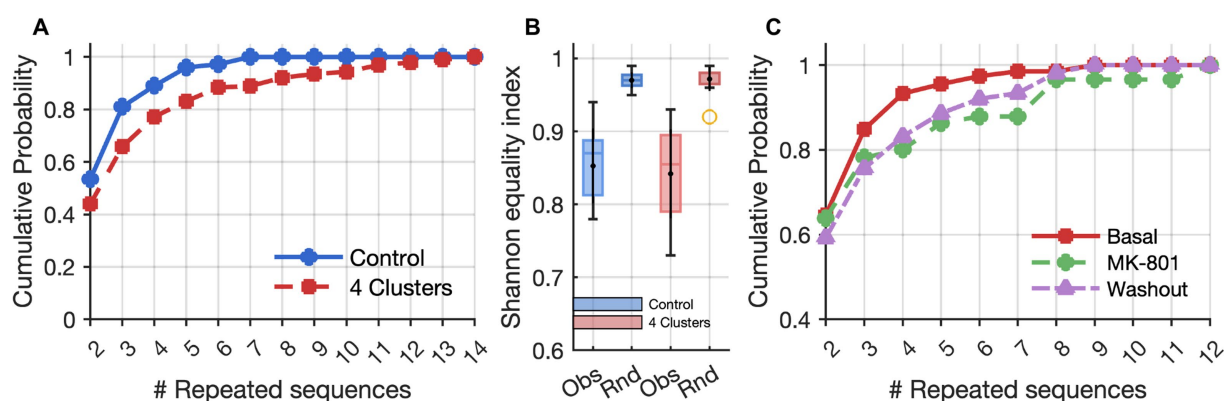 A
Cumulative Probability
1
0.8
0.6
0.4
0.2
0
2 3 4 5 6 7 8 9 10 11 12 13 14
# Repeated sequences
Control
4 Clusters
B
Shannon equality index
1
0.9
0.8
0.7
0.6
Obs Rnd Obs Rnd
Control
4 Clusters
C
Cumulative Probability
1
0.8
0.6
0.4
2 3 4 5 6 7 8 9 10 11 12
# Repeated sequences
Basal
MK-801
Washout